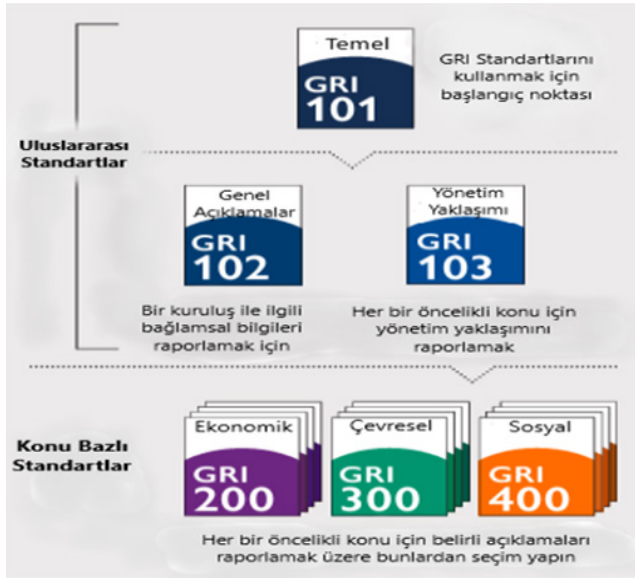 Temel
GRI
101
GRI Standartlarını
kullanmak için
başlangıç noktası
Uluslararası
Standartlar
Genel
Açıklamalar
GRI
102
Yönetim
Yaklaşımı
GRI
103
Bir kuruluş ile ilgili
bağlamsal bilgileri
raporlamak için
Her bir öncelikli konu için
yönetim yaklaşımını
raporlamak
Konu Bazlı
Standartlar
Ekonomik
GRI
200
Çevresel
GRI
300
Sosyal
GRI
400
Her bir öncelikli konu için belirli açıklamaları
raporlamak üzere bunlardan seçim yapın